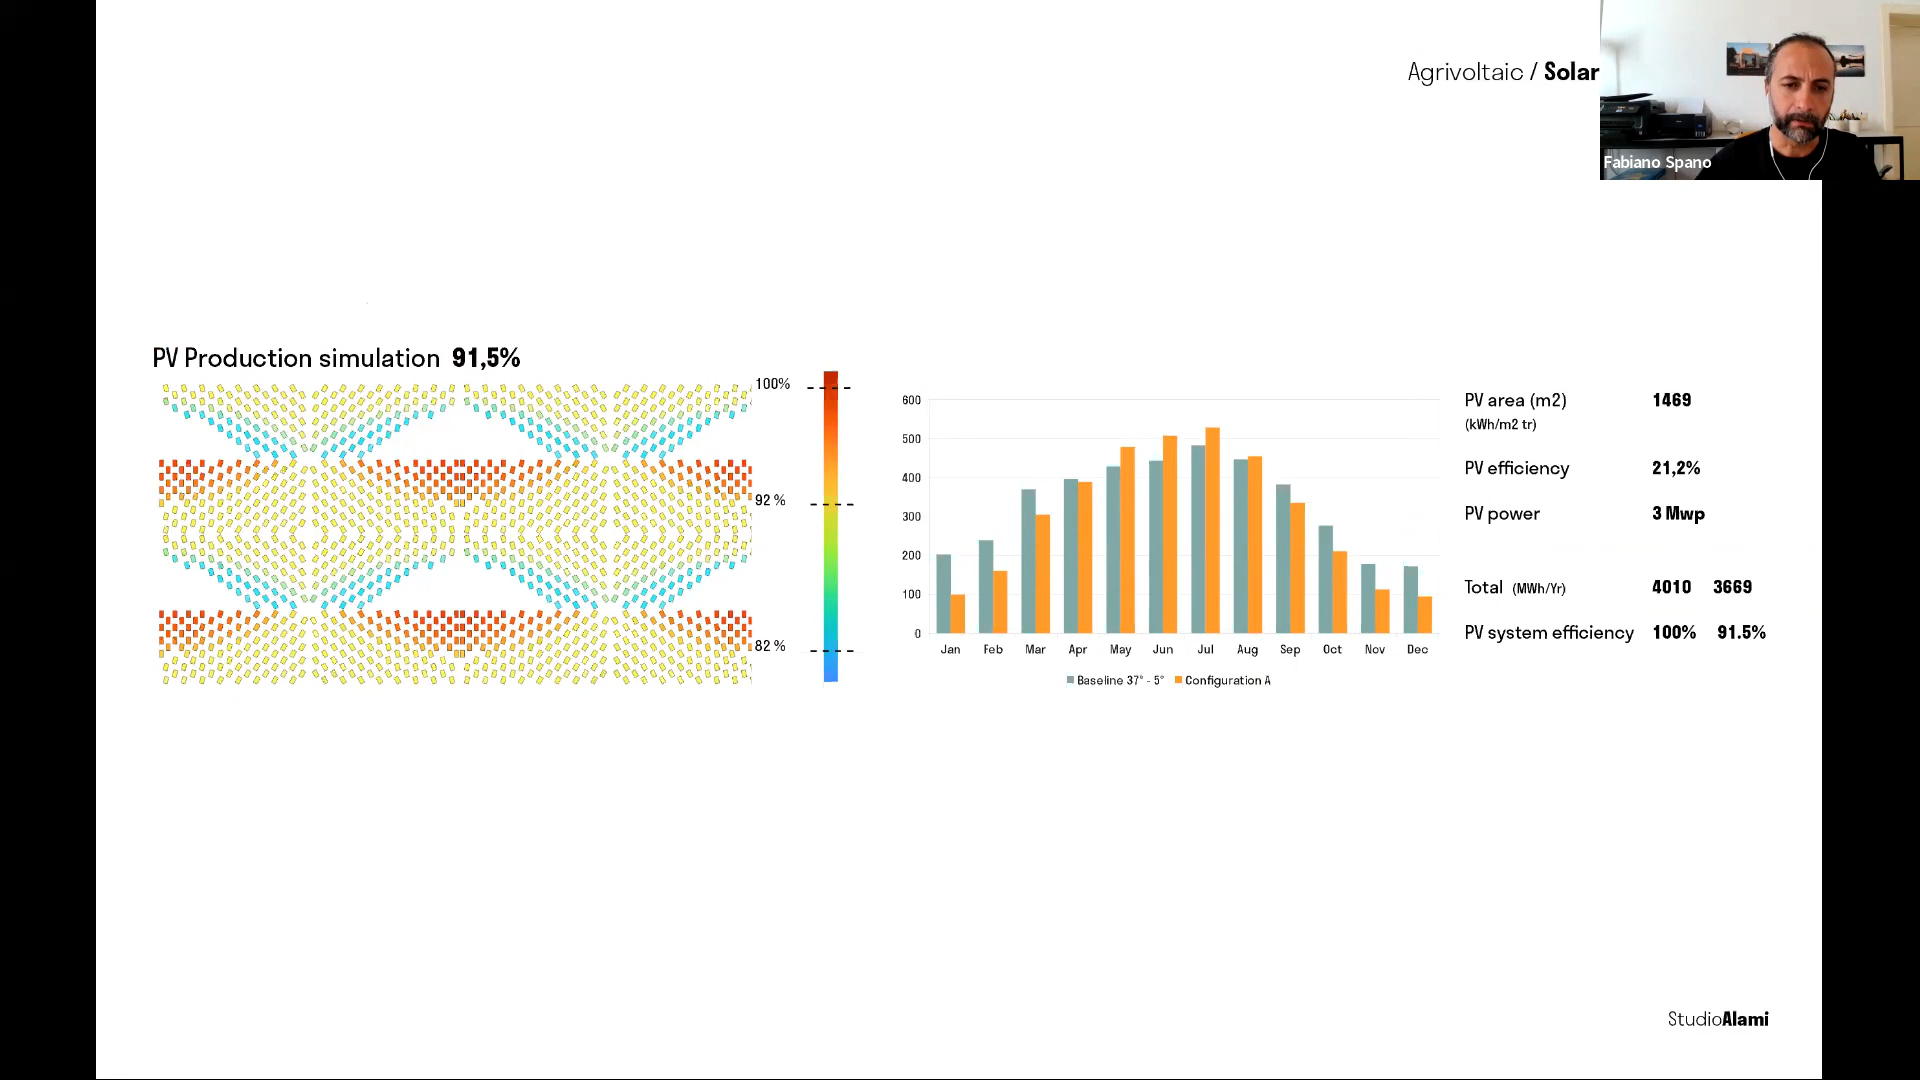 Agrivoltaic / Solar
Fabiano Spano
PV Production simulation 91,5%
100%
92 %
82 %
600
500
400
300
200
100
0
Jan Feb Mar Apr May Jun Jul Aug Sep Oct Nov Dec
Baseline 37° - 5° Configuration A
PV area (m2) 1469
(kWh/m2 tr)
PV efficiency 21,2%
PV power 3 Mwp
Total (MWh/Yr) 4010 3669
PV system efficiency 100% 91.5%
StudioAlami